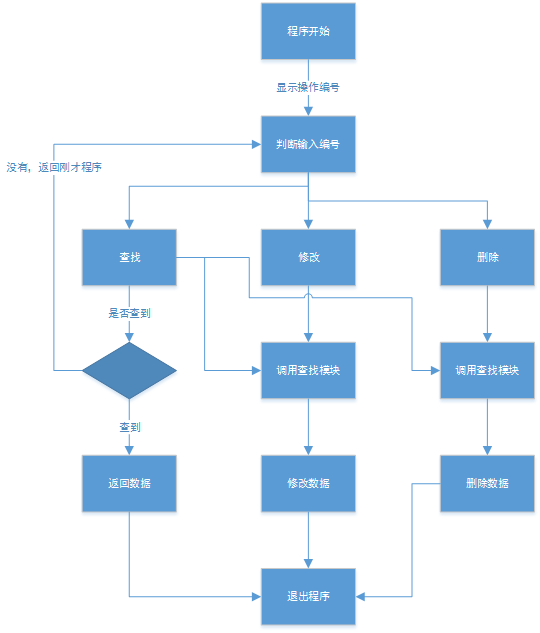 程序开始
显示操作编号
判断输入编号
没有，返回刚才程序
查找
修改
删除
是否查到
调用查找模块
调用查找模块
查到
返回数据
修改数据
删除数据
退出程序